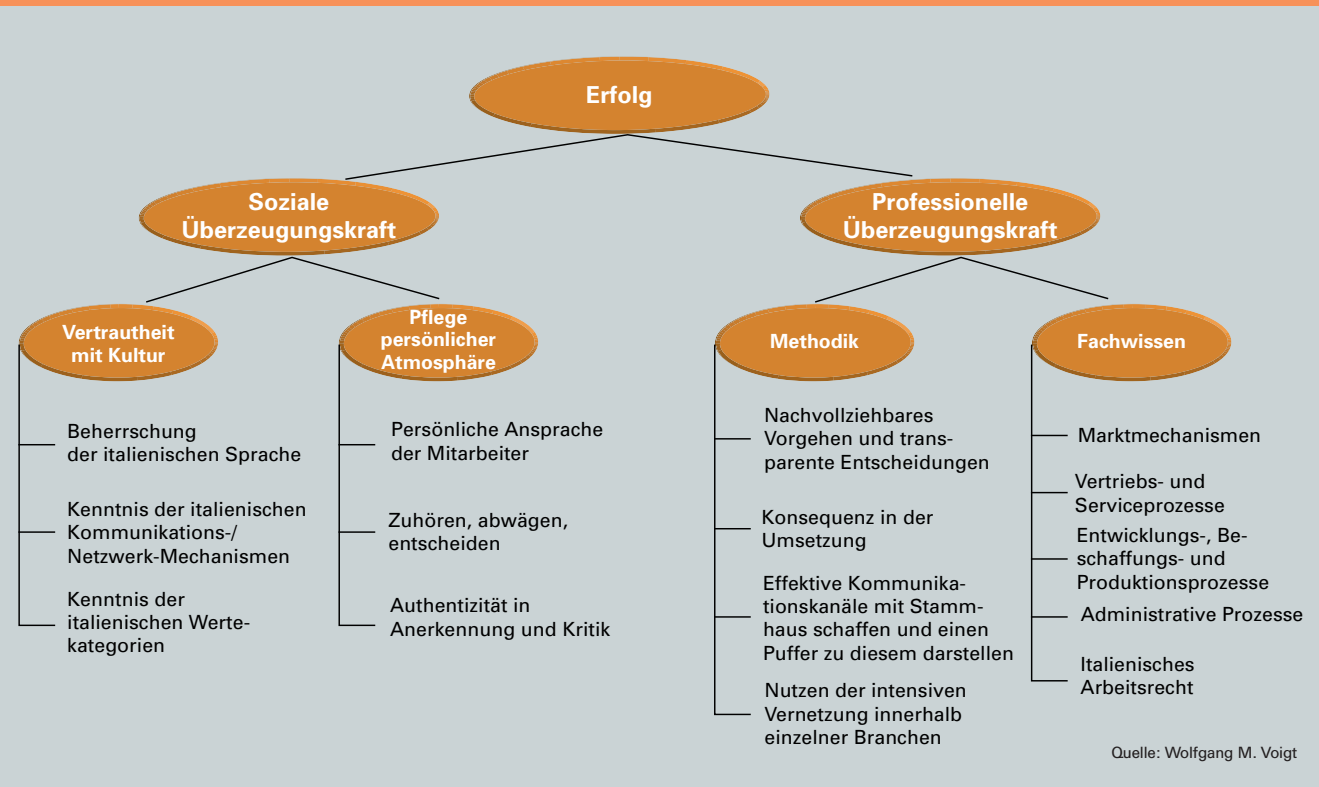 Erfolg
Soziale
Überzeugungskraft
Professionelle
Überzeugungskraft
Vertrautheit
mit Kultur
Pflege
persönlicher
Atmosphäre
Methodik
Fachwissen
Beherrschung
der italienischen Sprache
Kenntnis der italienischen
Kommunikations-/
Netzwerk-Mechanismen
Kenntnis der
italienischen Werte-
kategorien
Persönliche Ansprache
der Mitarbeiter
Zuhören, abwägen,
entscheiden
Authentizität in
Anerkennung und Kritik
Nachvollziehbares
Vorgehen und trans-
parente Entscheidungen
Konsequenz in der
Umsetzung
Effektive Kommunika-
tionskanäle mit Stamm-
haus schaffen und einen
Puffer zu diesem darstellen
Nutzen der intensiven
Vernetzung innerhalb
einzelner Branchen
Marktmechanismen
Vertriebs- und
Serviceprozesse
Entwicklungs-, Be-
schaffungs- und
Produktionsprozesse
Administrative Prozesse
Italienisches
Arbeitsrecht
Quelle: Wolfgang M. Voigt